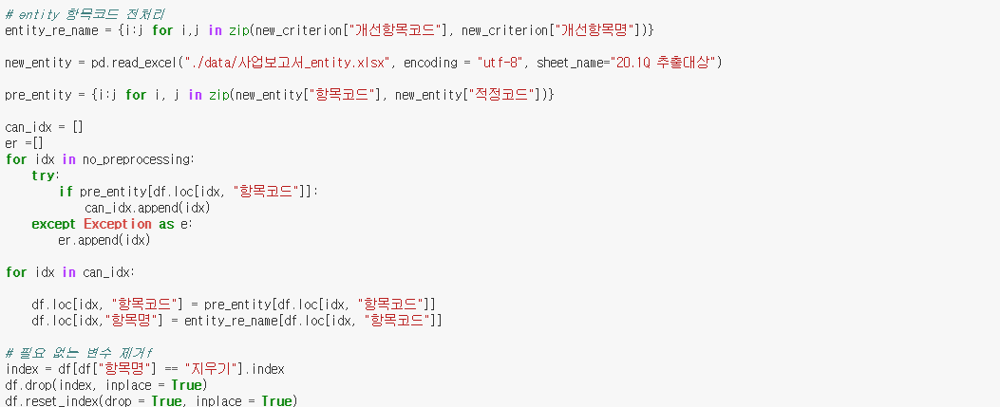 # entity 항목코드 전처리
entity_re_name = {i:j for i,j in zip(new_criterion["개선항목코드"], new_criterion["개선항목명"])}
new_entity = pd.read_excel("./data/사업보고서_entity.xlsx", encoding = "utf-8", sheet_name="20.1Q 추출대상")
pre_entity = {i:j for i, j in zip(new_entity["항목코드"], new_entity["적정코드"])}
can_idx = []
er =[]
for idx in no_preprocessing:
    try:
        if pre_entity[df.loc[idx, "항목코드"]]:
            can_idx.append(idx)
    except Exception as e:
        er.append(idx)
for idx in can_idx:
    df.loc[idx, "항목코드"] = pre_entity[df.loc[idx, "항목코드"]]
    df.loc[idx,"항목명"] = entity_re_name[df.loc[idx, "항목코드"]]
# 필요 없는 변수 제거f
index = df[df["항목명"] == "지우기"].index
df.drop(index, inplace = True)
df.reset_index(drop = True, inplace = True)